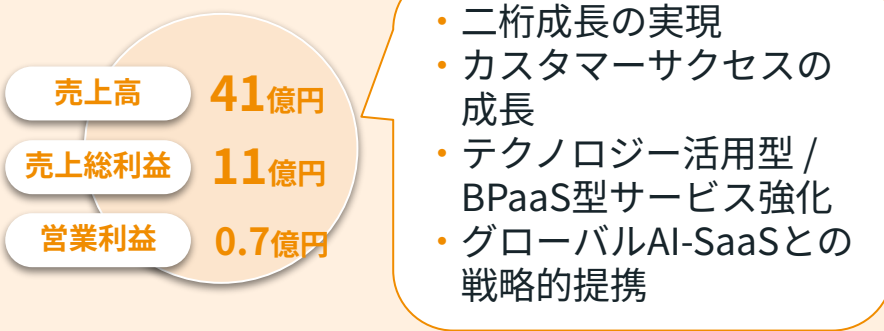 売上高 41億円
売上総利益 11億円
営業利益 0.7億円
・二桁成長の実現
・カスタマーサクセスの
成長
・テクノロジー活用型 /
BPaaS型サービス強化
・グローバルAI-SaaSとの
戦略的提携